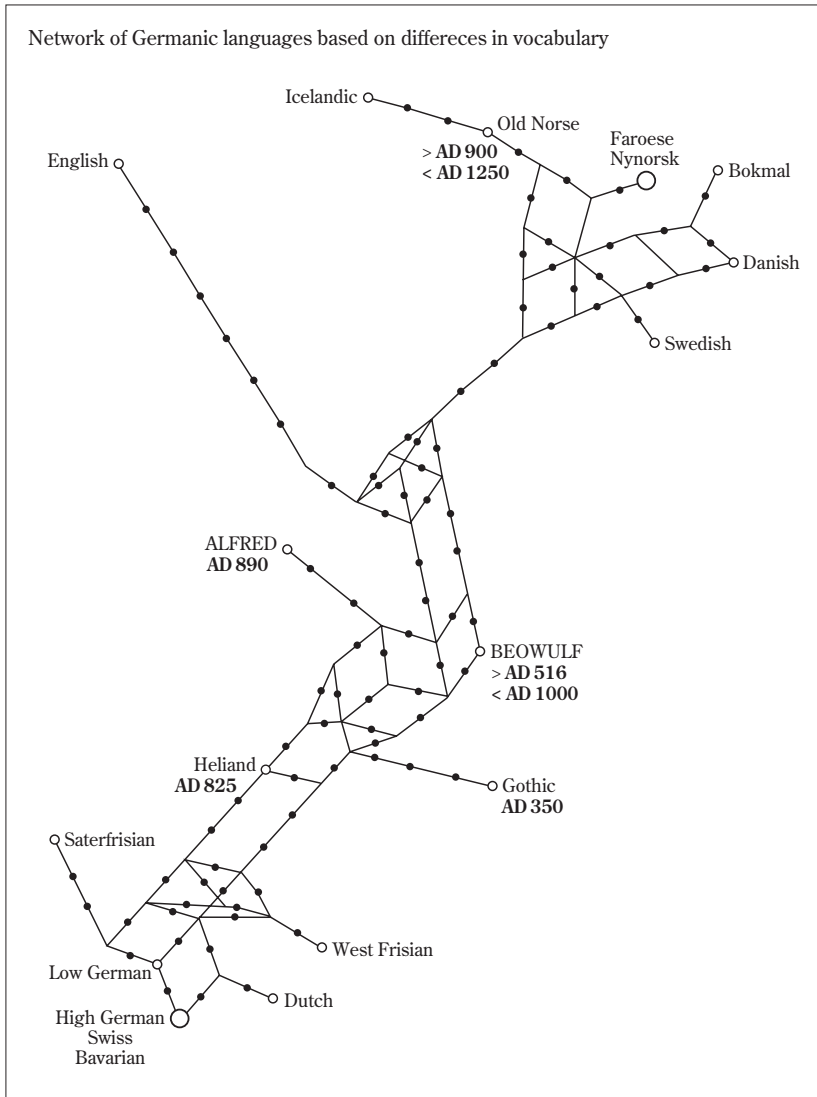 Network of Germanic languages based on differeces in vocabulary
Icelandic
Old Norse
> AD 900
< AD 1250
Faroese
Nynorsk
Bokmal
English
Danish
Swedish
ALFRED
AD 890
BEOWULF
> AD 516
< AD 1000
Heliand
AD 825
Gothic
AD 350
Saterfrisian
West Frisian
Low German
Dutch
High German
Swiss
Bavarian